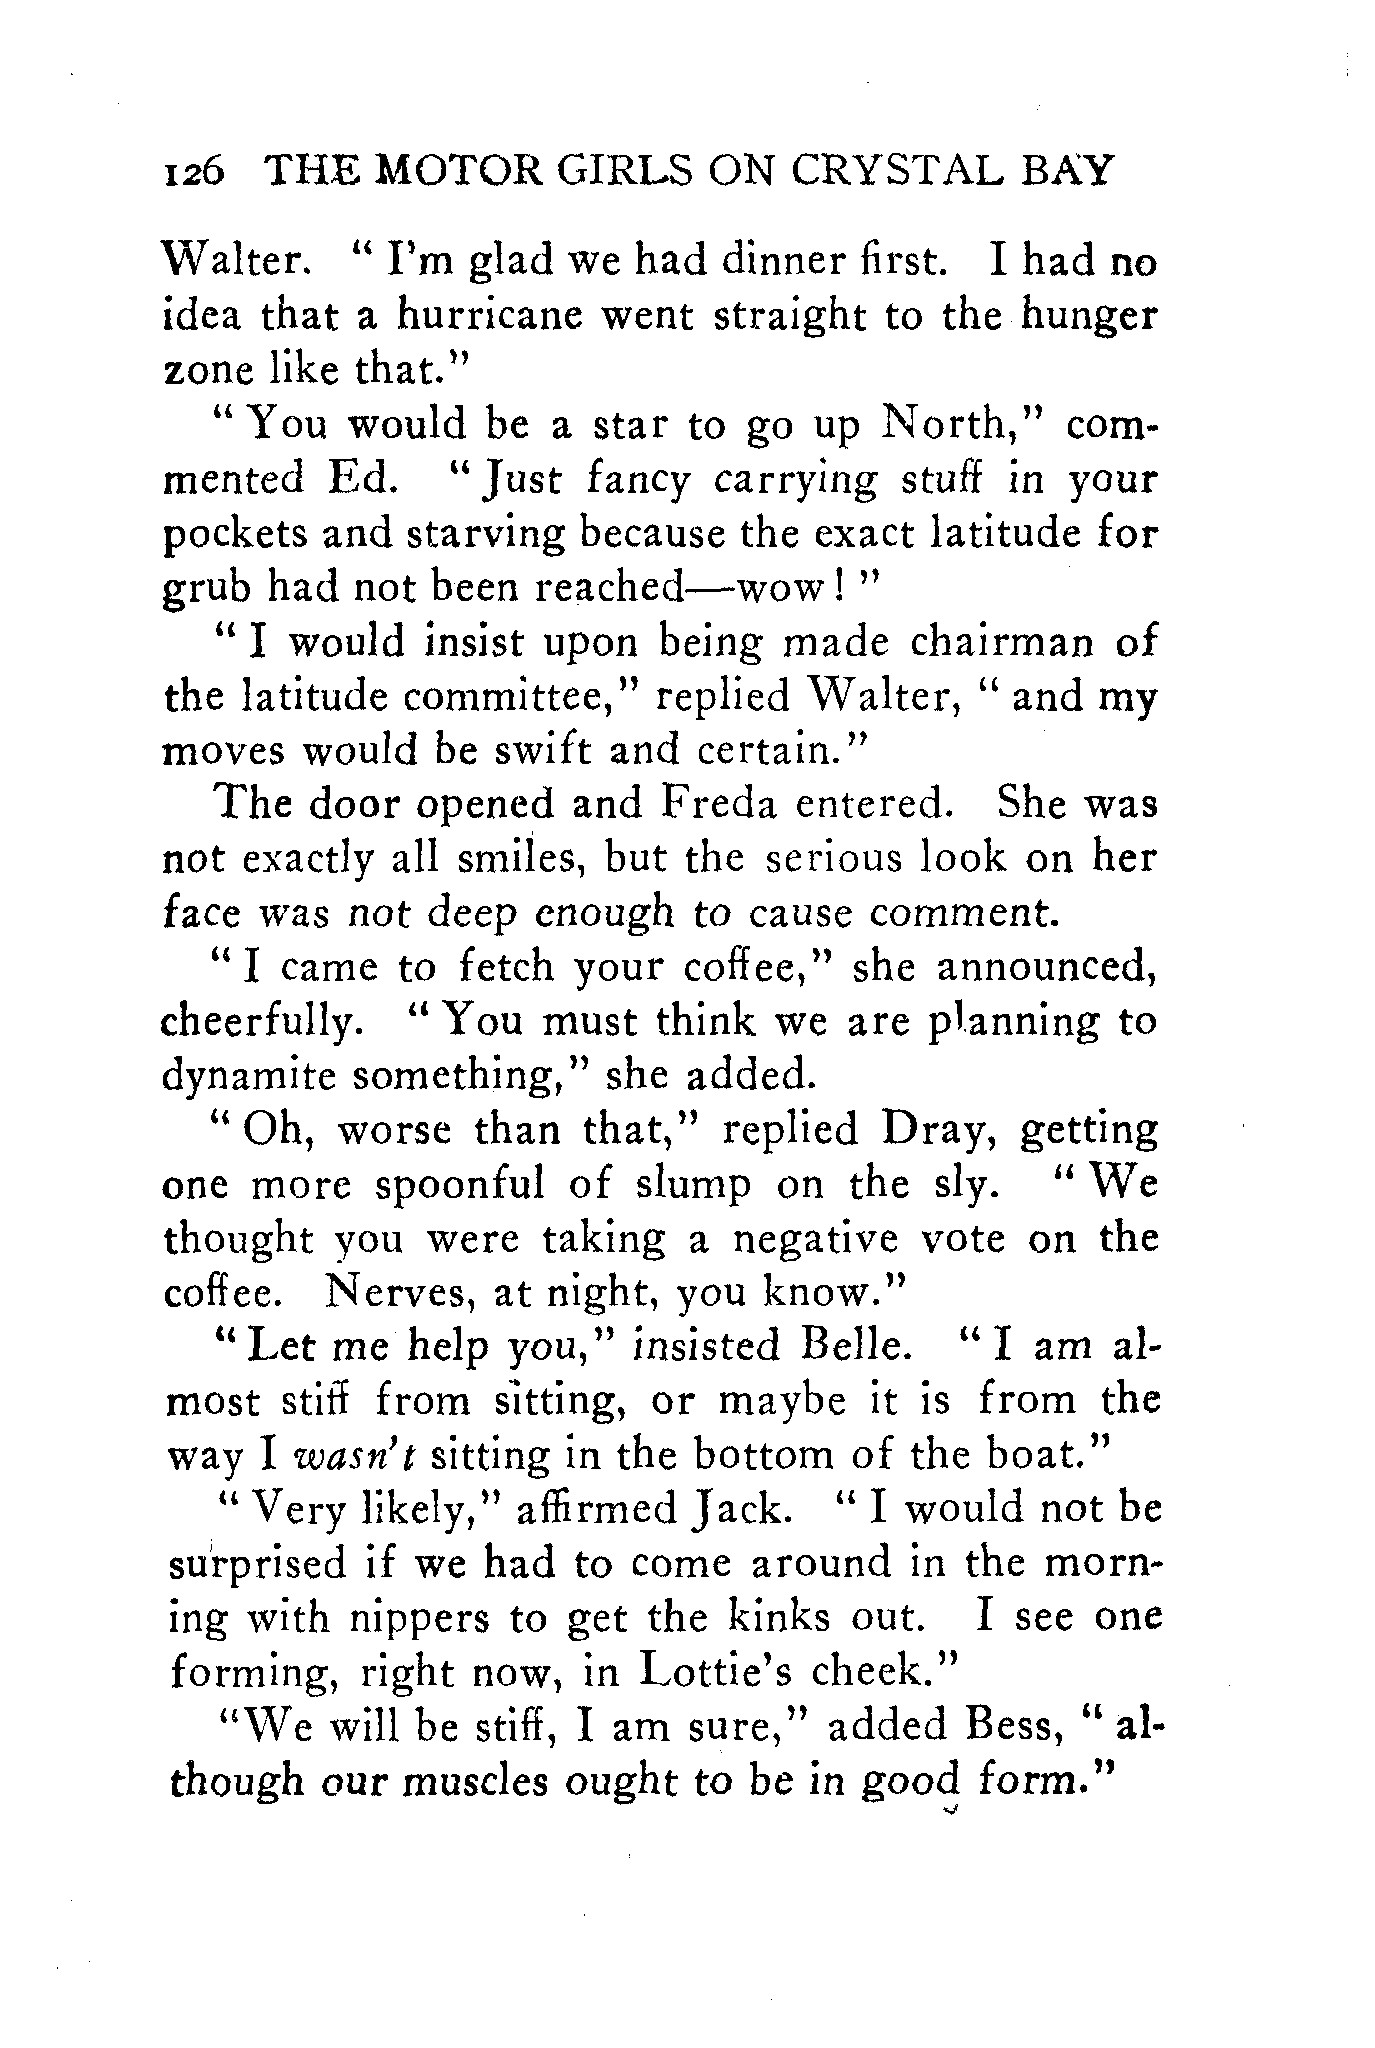 126 THE MOTOR GIRLS ON CRYSTAL BAY
Walter. " I'm glad we had dinner first. I had no
idea that a hurricane went straight to the hunger
zone like that."
" You would be a star to go up North," com-
mented Ed. " Just fancy carrying stuff in your
pockets and starving because the exact latitude for
grub had not been reached—wow ! "
" I would insist upon being made chairman of
the latitude committee," replied Walter, " and my
moves would be swift and certain."
The door opened and Freda entered. She was
not exactly all smiles, but the serious look on her
face was not deep enough to cause comment.
" I came to fetch your coffee," she announced,
cheerfully. " You must think we are planning to
dynamite something," she added.
" Oh, worse than that," replied Dray, getting
one more spoonful of slump on the sly. " We
thought you were taking a negative vote on the
coffee. Nerves, at night, you know."
" Let me help you," insisted Belle. " I am al-
most stiff from sitting, or maybe it is from the
way I wasn't sitting in the bottom of the boat."
" Very likely," affirmed Jack. " I would not be
surprised if we had to come around in the morn-
ing with nippers to get the kinks out. I see one
forming, right now, in Lottie's cheek."
"We will be stiff, I am sure," added Bess, " al-
though our muscles ought to be in good form."